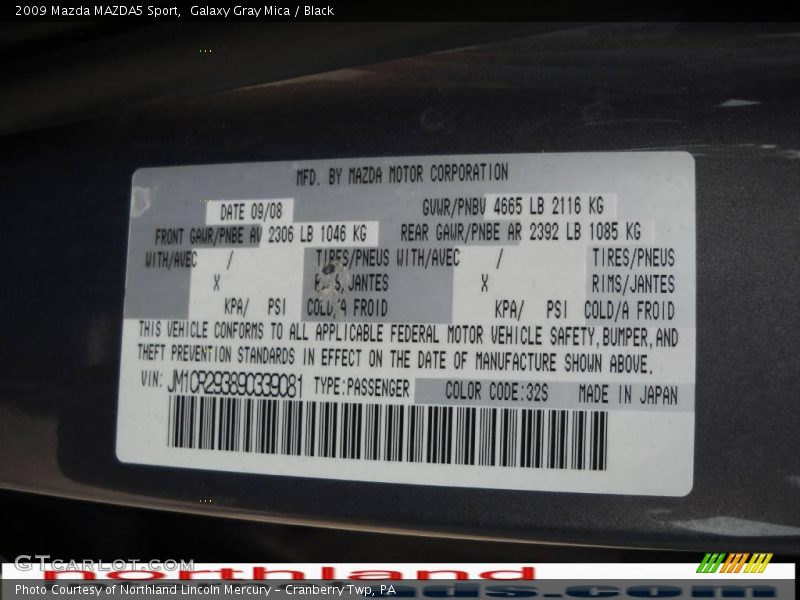 2009 Mazda MAZDA5 Sport,  Galaxy Gray Mica / Black
MFD. BY MAZDA MOTOR CORPORATION
DATE 09/08 GVWR/PNBV 4665 LB 2116 KG
FRONT GAWR/PNBE AV 2306 LB 1046 KG REAR GAWR/PNBE AR 2392 LB 1085 KG
WITH/AVEC / TIRES/PNEUS WITH/AVEC / TIRES/PNEUS
X RIMS/JANTES X RIMS/JANTES
KPA/ PSI COLD/A FROID KPA/ PSI COLD/A FROID
THIS VEHICLE CONFORMS TO ALL APPLICABLE FEDERAL MOTOR VEHICLE SAFETY,BUMPER,AND
THEFT PREVENTION STANDARDS IN EFFECT ON THE DATE OF MANUFACTURE SHOWN ABOVE.
VIN: JM1CR293890339081 TYPE:PASSENGER COLOR CODE:32S MADE IN JAPAN
GTCARLOT.COM
northland
Photo Courtesy of Northland Lincoln Mercury - Cranberry Twp, PA